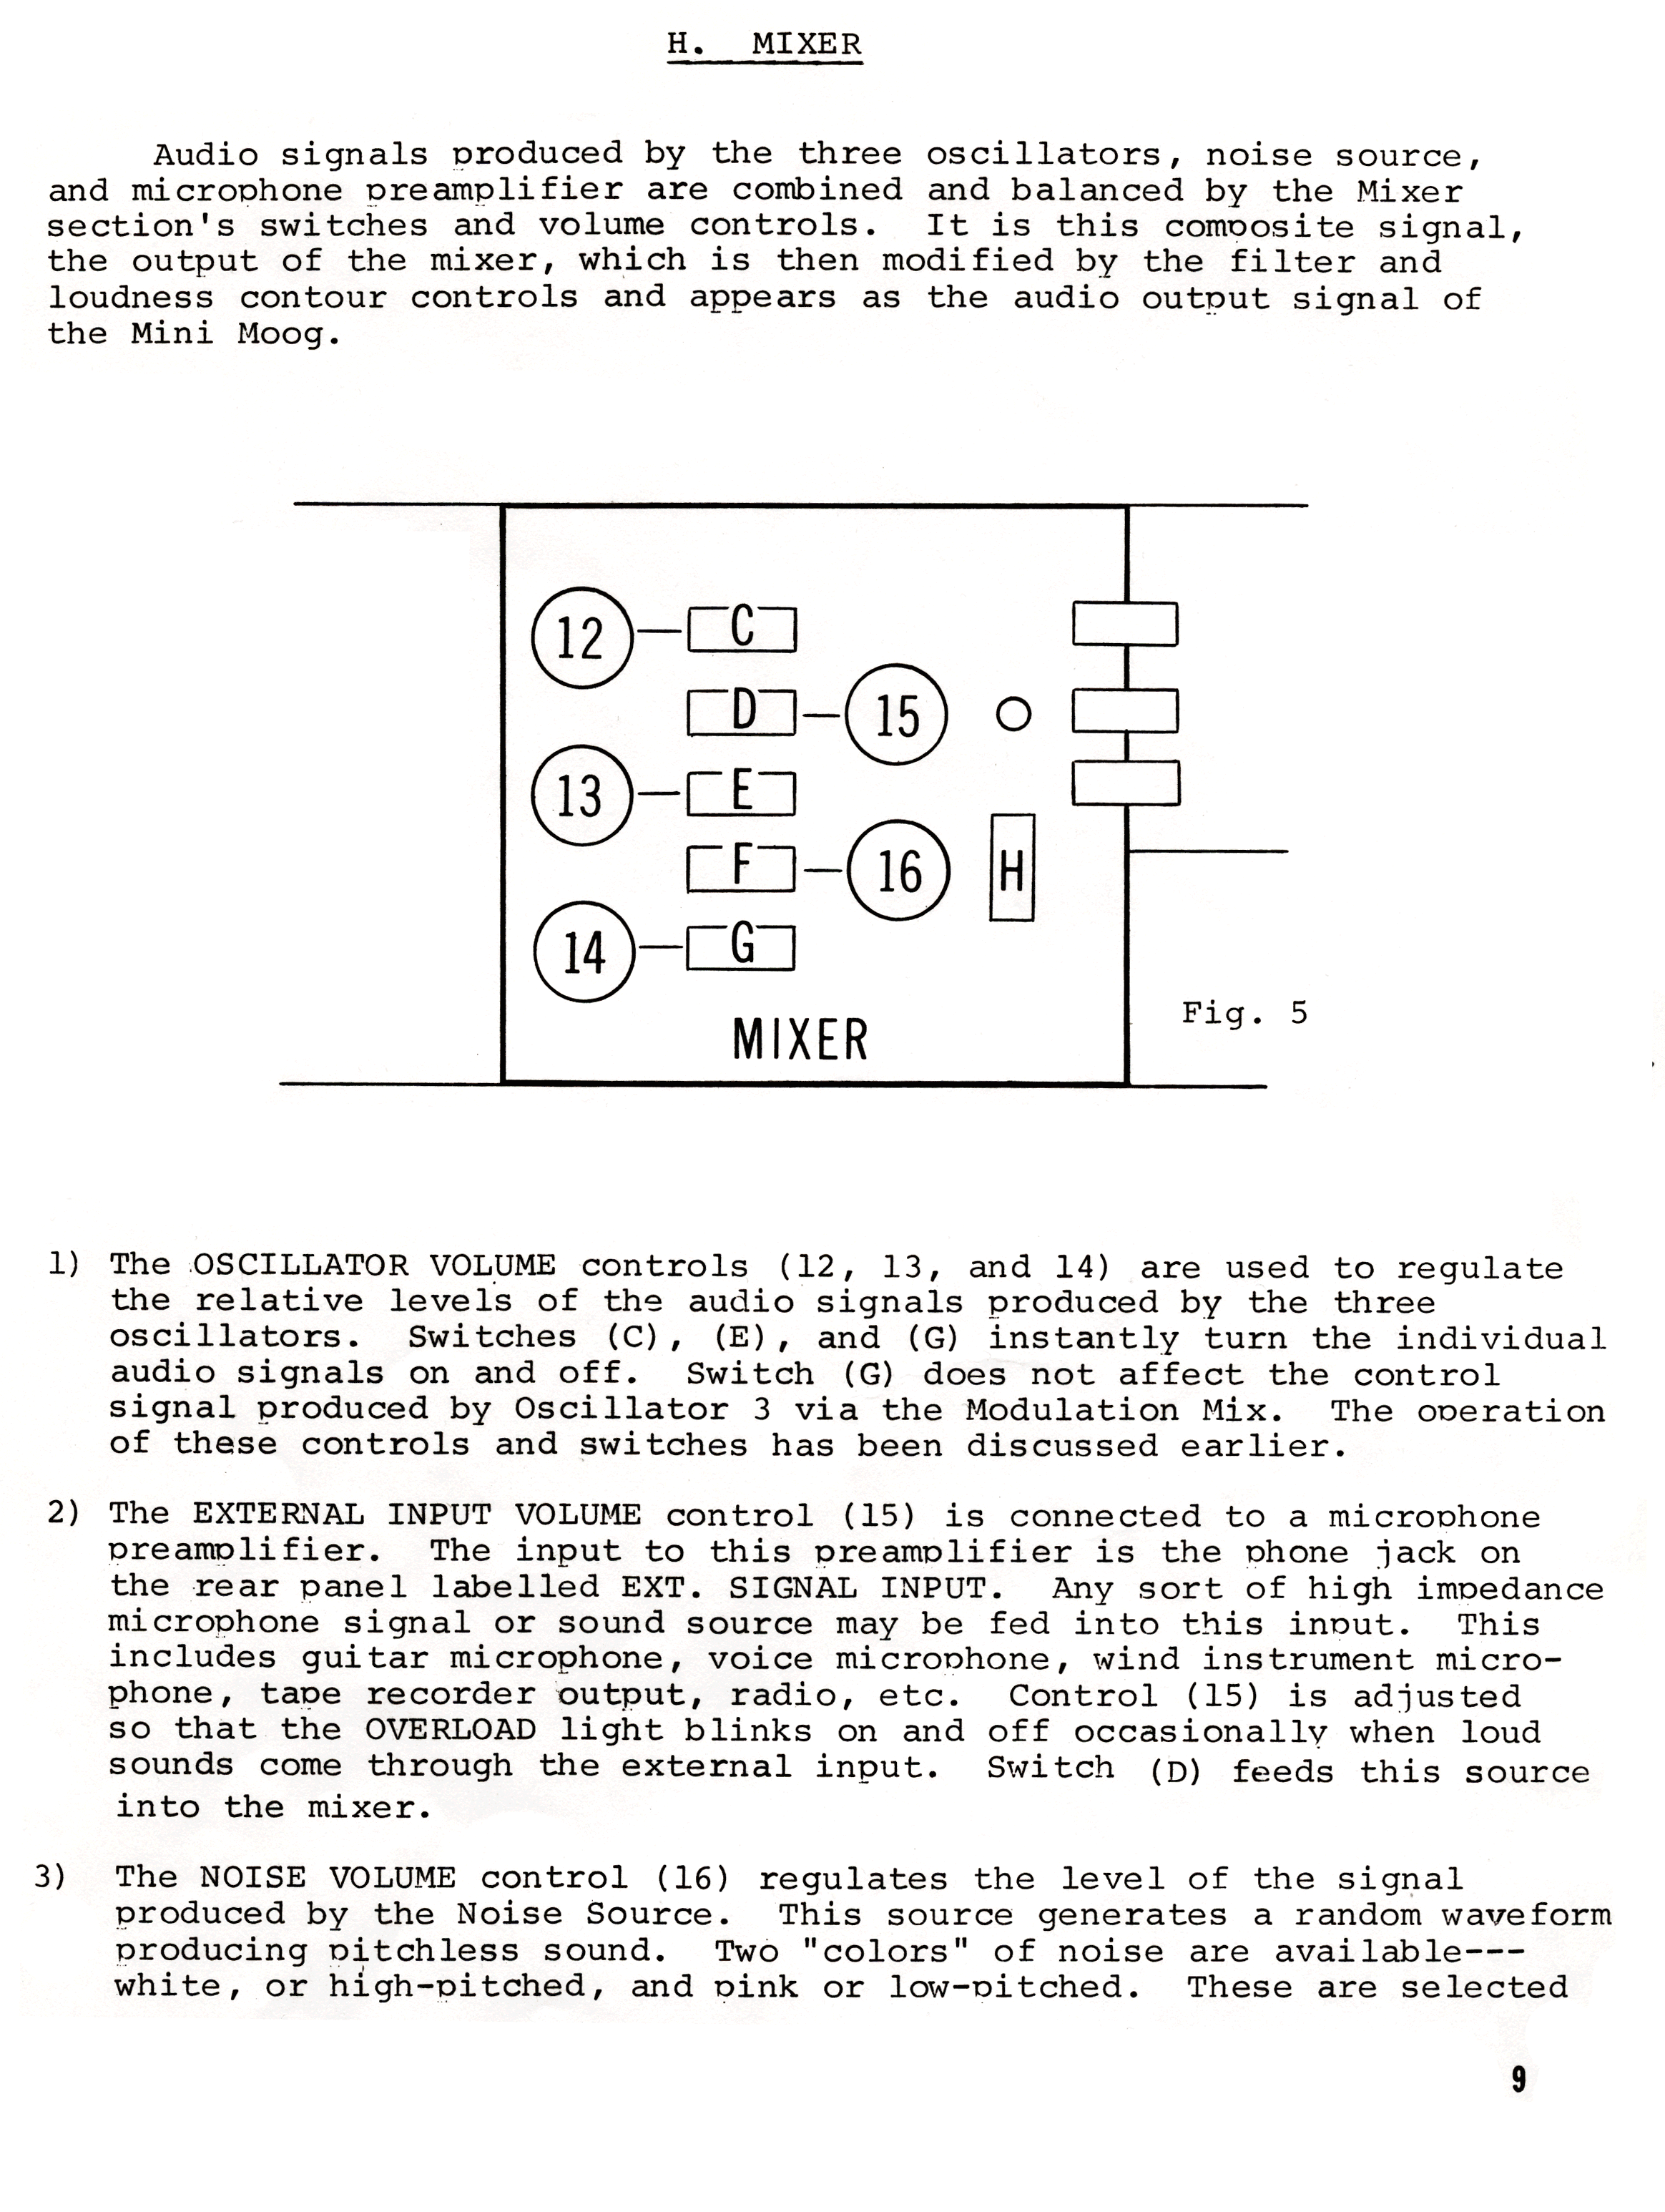 H. MIXER
Audio signals produced by the three oscillators, noise source,
and microphone preamplifier are combined and balanced by the Mixer
section's switches and volume controls. It is this composite signal,
the output of the mixer, which is then modified by the filter and
loudness contour controls and appears as the audio output signal of
the Mini Moog.
12 C
D 15
13 E
F 16 H
14 G
Fig. 5
MIXER
1) The OSCILLATOR VOLUME controls (12, 13, and 14) are used to regulate
the relative levels of the audio signals produced by the three
oscillators. Switches (C), (E), and (G) instantly turn the individual
audio signals on and off. Switch (G) does not affect the control
signal produced by Oscillator 3 via the Modulation Mix. The operation
of these controls and switches has been discussed earlier.
2) The EXTERNAL INPUT VOLUME control (15) is connected to a microphone
preamplifier. The input to this preamplifier is the phone jack on
the rear panel labelled EXT. SIGNAL INPUT. Any sort of high impedance
microphone signal or sound source may be fed into this input. This
includes guitar microphone, voice microphone, wind instrument micro-
phone, tape recorder output, radio, etc. Control (15) is adjusted
so that the OVERLOAD light blinks on and off occasionally when loud
sounds come through the external input. Switch (D) feeds this source
into the mixer.
3) The NOISE VOLUME control (16) regulates the level of the signal
produced by the Noise Source. This source generates a random waveform
producing pitchless sound. Two "colors" of noise are available---
white, or high-pitched, and pink or low-pitched. These are selected
9